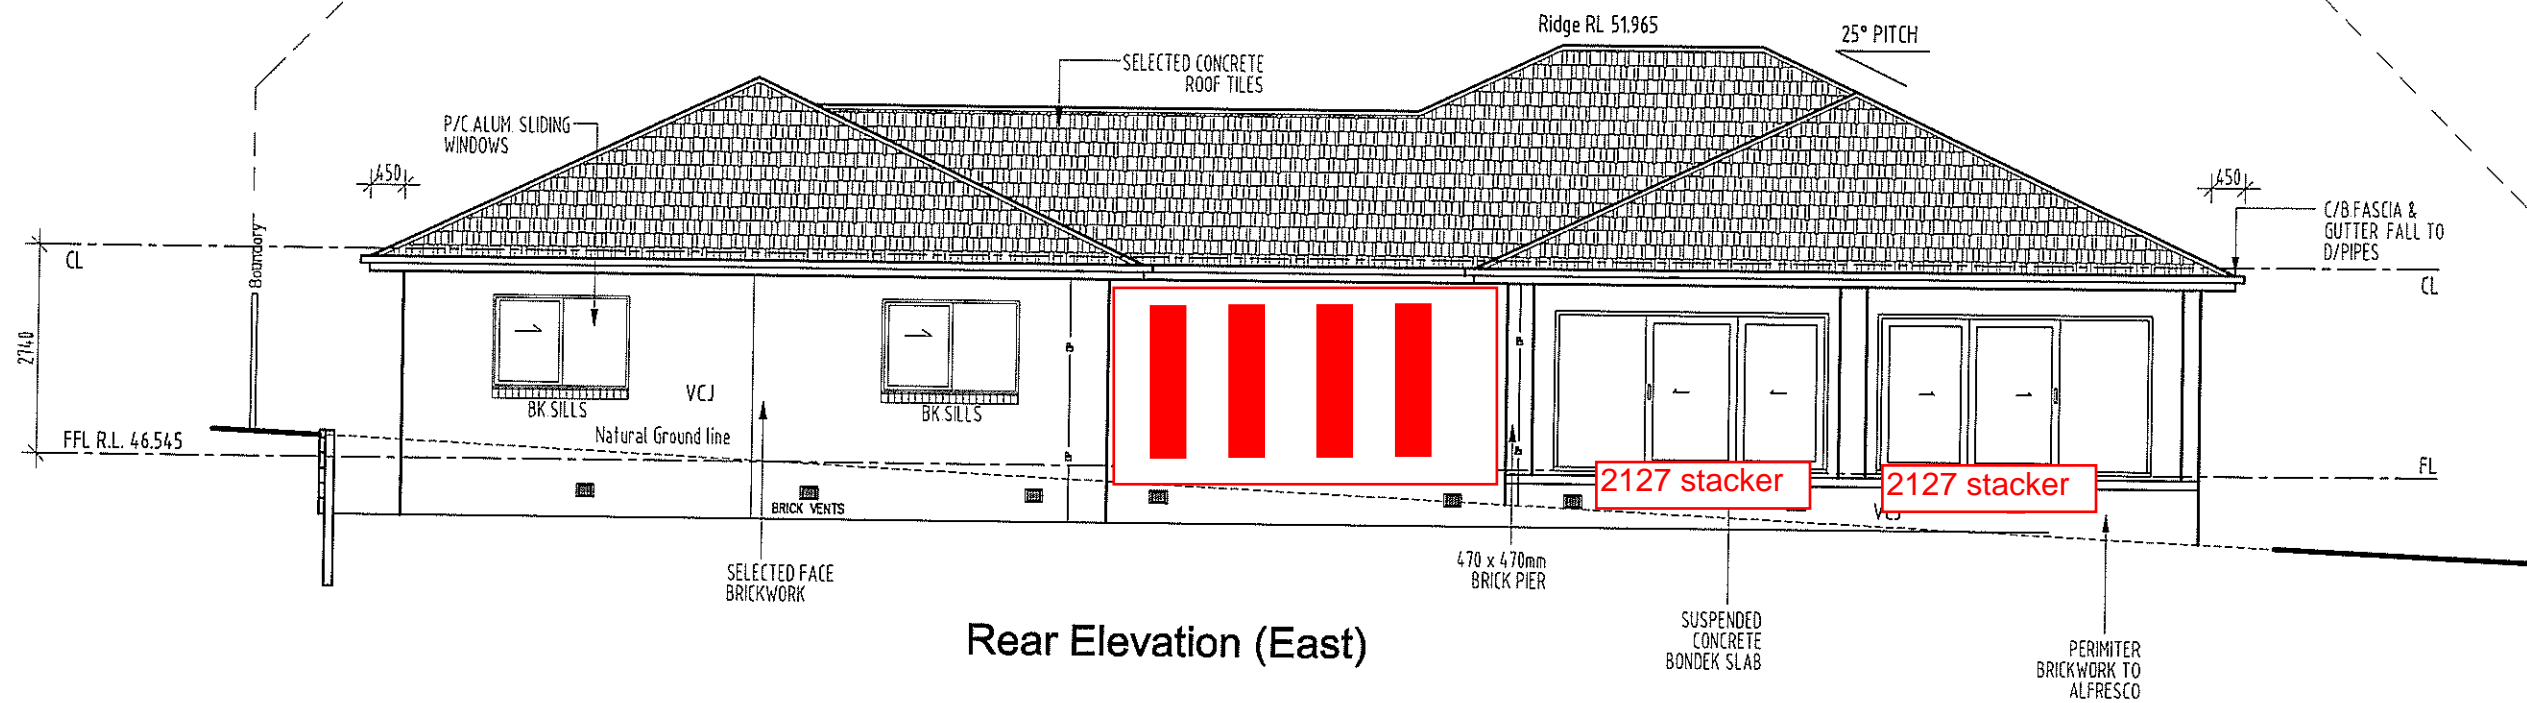 Ridge RL 51.965
25° PITCH
SELECTED CONCRETE
ROOF TILES
P/C ALUM. SLIDING
WINDOWS
450
450
C/B FASCIA &
GUTTER FALL TO
D/PIPES
Boundary
CL
CL
2740
BK.SILLS
VCJ
BK.SILLS
Natural Ground line
FFL R.L. 46.545
FL
2127 stacker
2127 stacker
BRICK VENTS
SELECTED FACE
BRICKWORK
470 x 470mm
BRICK PIER
SUSPENDED
CONCRETE
BONDEK SLAB
PERIMITER
BRICKWORK TO
ALFRESCO
Rear Elevation (East)